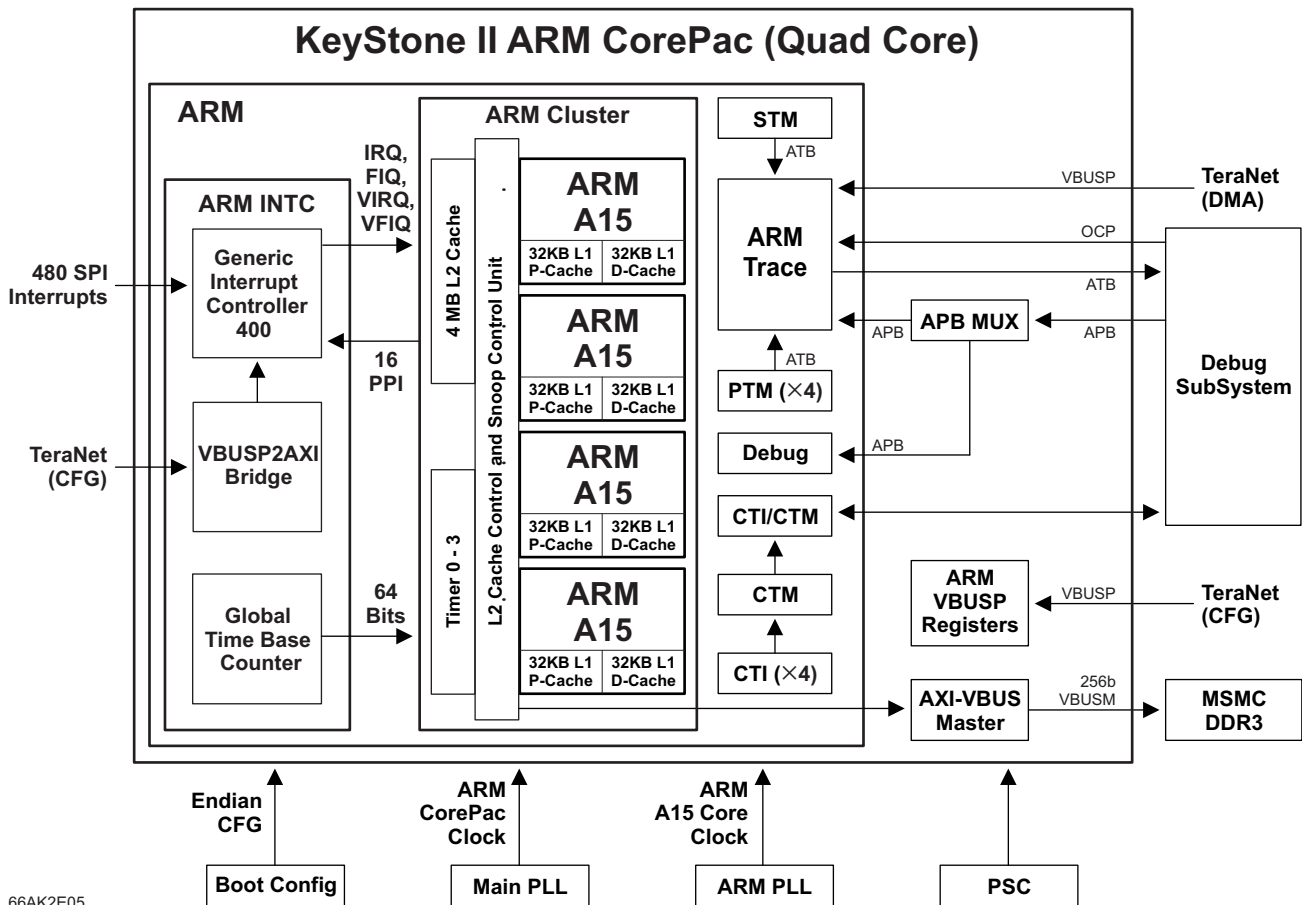 KeyStone II ARM CorePac (Quad Core)
ARM
ARM Cluster
STM
ATB
IRQ,
FIQ,
VIRQ,
VFIQ
ARM INTC
Generic
Interrupt
Controller
400
480 SPI
Interrupts
16
PPI
VBUSP2AXI
Bridge
TeraNet
(CFG)
Global
Time Base
Counter
64
Bits
4 MB L2 Cache
Timer 0 - 3
L2 Cache Control and Snoop Control Unit
ARM
A15
32KB L1
P-Cache
32KB L1
D-Cache
ARM
A15
32KB L1
P-Cache
32KB L1
D-Cache
ARM
A15
32KB L1
P-Cache
32KB L1
D-Cache
ARM
A15
32KB L1
P-Cache
32KB L1
D-Cache
ARM
Trace
VBUSP
TeraNet
(DMA)
OCP
ATB
APB
APB MUX
APB
Debug
SubSystem
ATB
PTM (×4)
Debug
APB
CTI/CTM
CTM
CTI (×4)
ARM
VBUSP
Registers
VBUSP
TeraNet
(CFG)
AXI-VBUS
Master
256b
VBUSM
MSMC
DDR3
Endian
CFG
ARM
CorePac
Clock
ARM
A15 Core
Clock
Boot Config
Main PLL
ARM PLL
PSC
66AK2E05